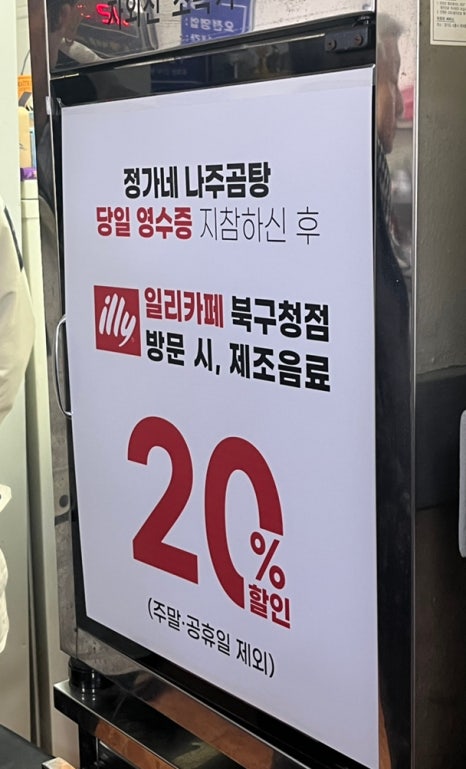 정가네 나주곰탕
당일 영수증 지참하신 후
illy 일리카페 북구청점
방문 시, 제조음료
20%
할인
(주말·공휴일 제외)